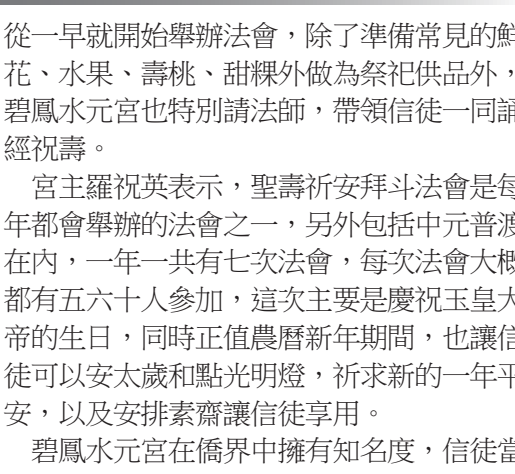 從一早就開始舉辦法會，除了準備常見的鮮
花、水果、壽桃、甜粿外做為祭祀供品外，
碧鳳水元宮也特別請法師，帶領信徒一同誦
經祝壽。
宮主羅祝英表示，聖壽祈安拜斗法會是每
年都會舉辦的法會之一，另外包括中元普渡
在內，一年一共有七次法會，每次法會大概
都有五六十人參加，這次主要是慶祝玉皇大
帝的生日，同時正值農曆新年期間，也讓信
徒可以安太歲和點光明燈，祈求新的一年平
安，以及安排素齋讓信徒享用。
碧鳳水元宮在僑界中擁有知名度，信徒當